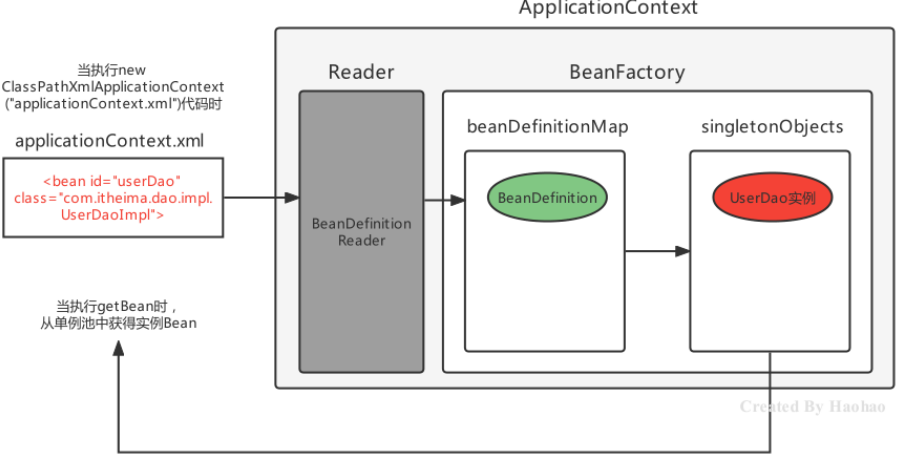 ApplicationContext
当执行new
ClassPathXmlApplicationContext
("applicationContext.xml")代码时
applicationContext.xml
<bean id="userDao"
class="com.itheima.dao.impl.
UserDaoImpl">
Reader
BeanDefinition
Reader
BeanFactory
beanDefinitionMap
BeanDefinition
singletonObjects
UserDao实例
当执行getBean时，
从单例池中获得实例Bean
Created By Haohao